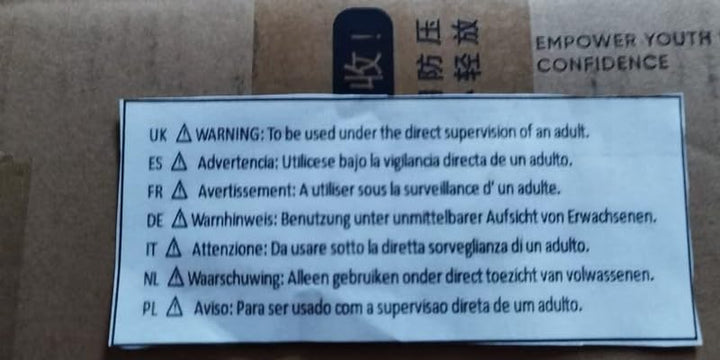 收！
防压
轻放
EMPOWER YOUTH
CONFIDENCE
UK ⚠ WARNING: To be used under the direct supervision of an adult.
ES ⚠ Advertencia: Utilicese bajo la vigilancia directa de un adulto.
FR ⚠ Avertissement: A utiliser sous la surveillance d' un adulte.
DE ⚠ Warnhinweis: Benutzung unter unmittelbarer Aufsicht von Erwachsenen.
IT ⚠ Attenzione: Da usare sotto la diretta sorveglianza di un adulto.
NL ⚠ Waarschuwing: Alleen gebruiken onder direct toezicht van volwassenen.
PL ⚠ Aviso: Para ser usado com a supervisao direta de um adulto.